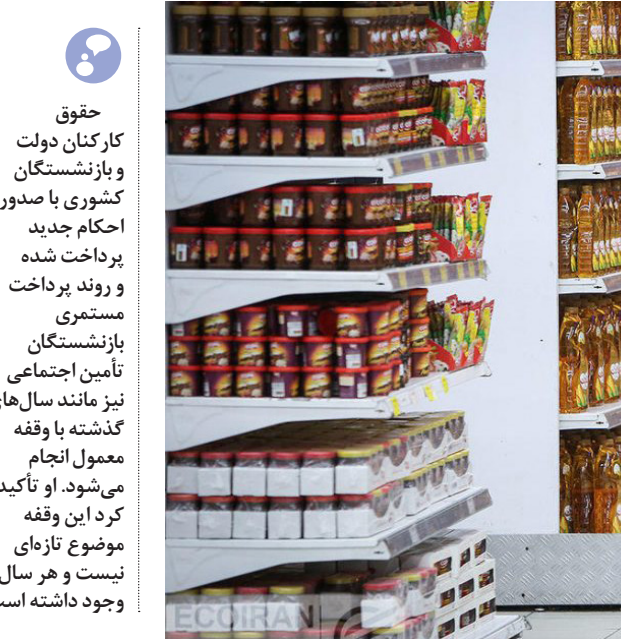 حقوق
کارکنان دولت
و بازنشستگان
کشوری با صدور
احکام جدید
پرداخت شده
و روند پرداخت
مستمری
بازنشستگان
تأمین اجتماعی
نیز مانند سال‌های
گذشته با وقفه
معمول انجام
می‌شود. او تأکید
کرد این وقفه
موضوع تازه‌ای
نیست و هر سال
وجود داشته است
ECOIRAN